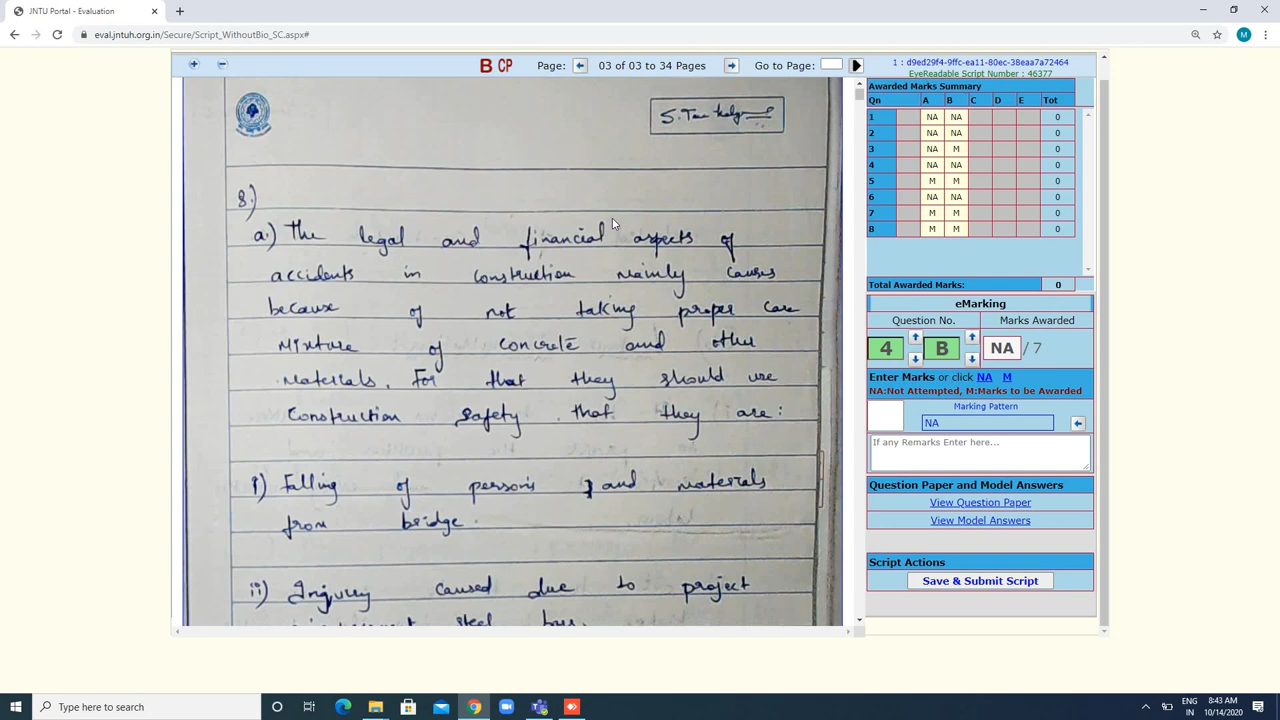 JNTU Portal - Evaluation
eval.jntuh.org.in/Secure/Script_WithoutBio_SC.aspx#
M
B CP
Page:
03 of 03 to 34 Pages
Go to Page:
8.)
a.) The legal and financial aspects of
accidents in construction mainly causes
because of not taking proper care
Mixture of concrete and other
Materials. For that they should use
Construction safety that they are:
i) Falling of persons and materials
from bridge.
ii) Injury caused due to project
steel bars
1 : d9ed29f4-9ffc-ea11-80ec-38eaa7a72464
EyeReadable Script Number : 46377
Awarded Marks Summary
Qn A B C D E Tot
1 NA NA 0
2 NA NA 0
3 NA M 0
4 NA NA 0
5 M M 0
6 NA NA 0
7 M M 0
8 M M 0
Total Awarded Marks: 0
eMarking
Question No. Marks Awarded
4 B NA / 7
Enter Marks or click NA M
NA:Not Attempted, M:Marks to be Awarded
Marking Pattern
NA
If any Remarks Enter here...
Question Paper and Model Answers
View Question Paper
View Model Answers
Script Actions
Save & Submit Script
Type here to search
ENG
IN
8:43 AM
10/14/2020